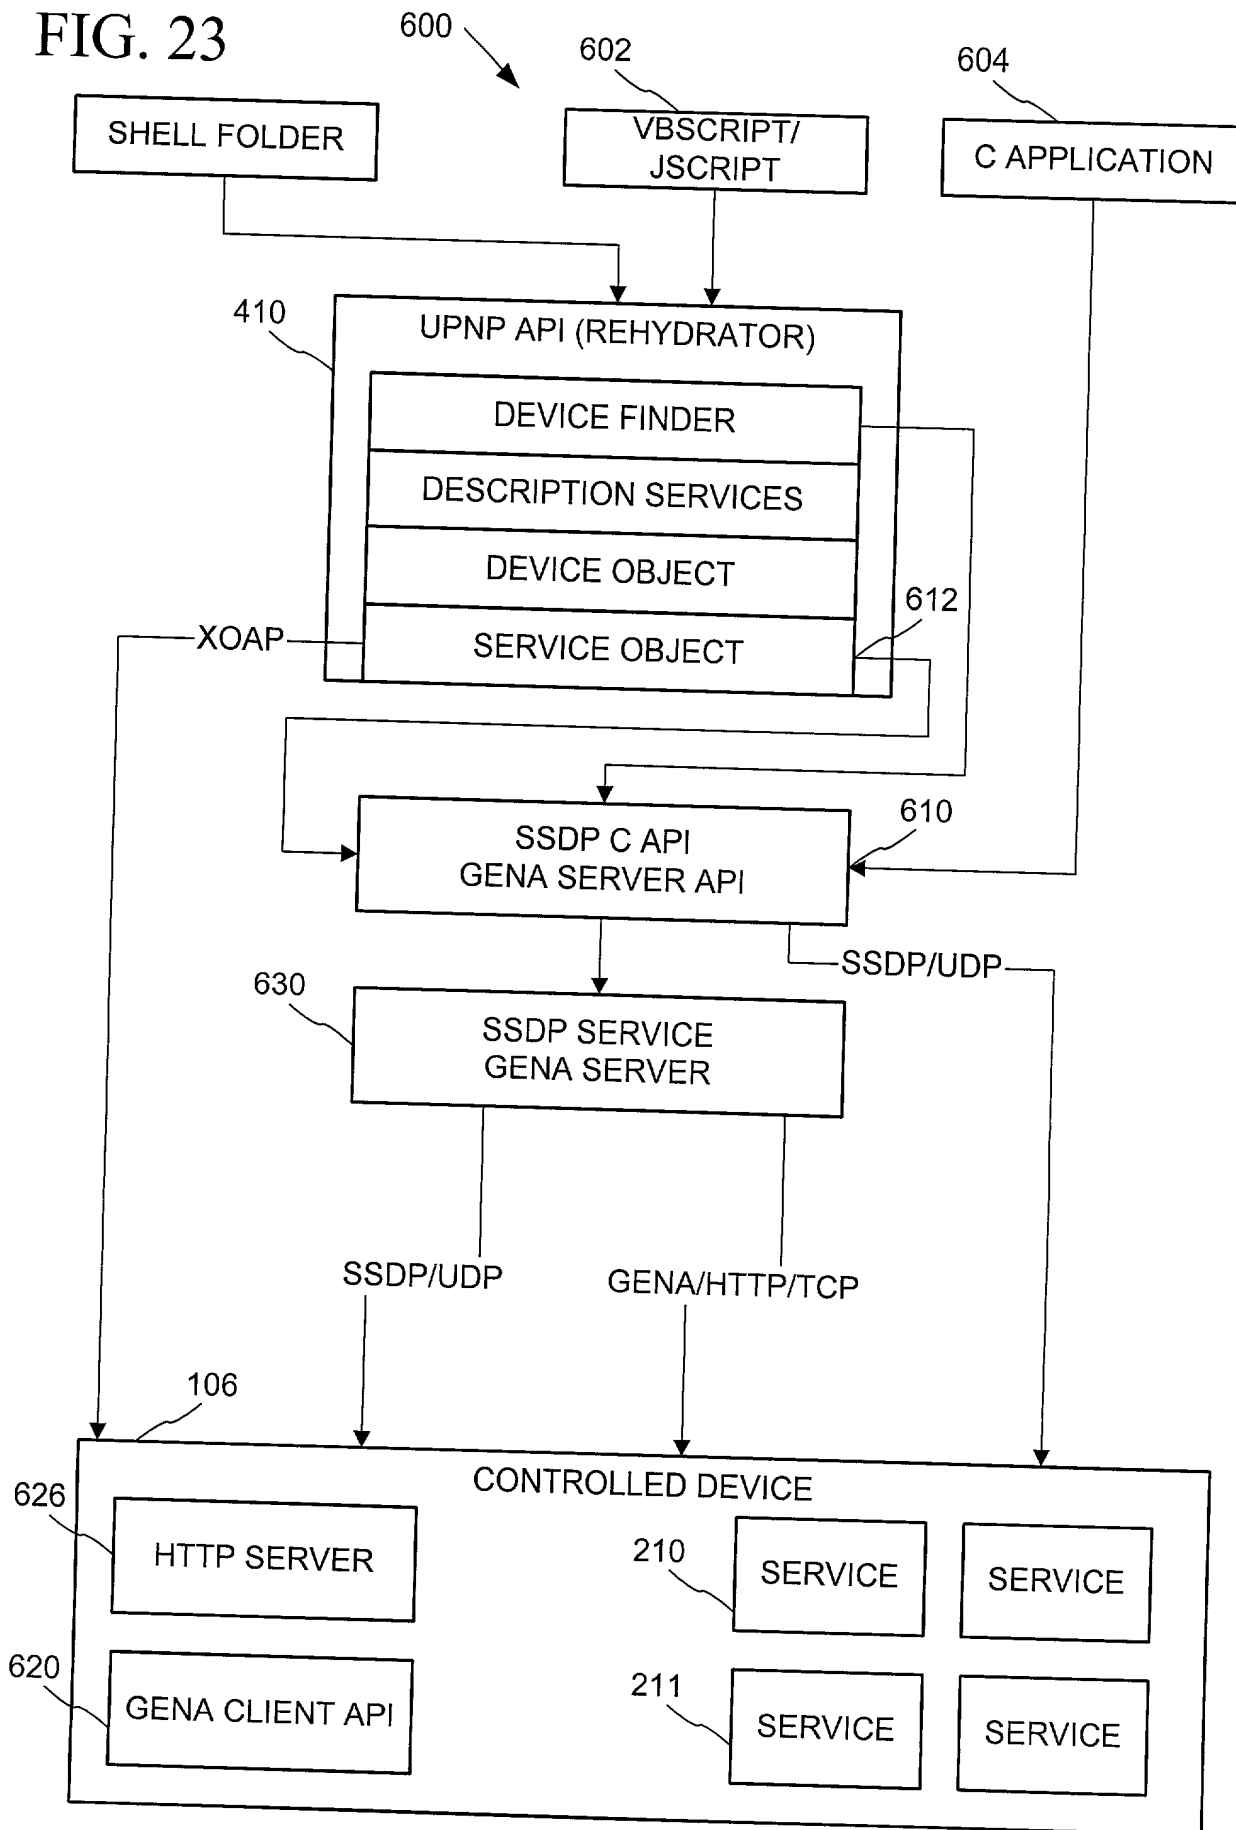 FIG. 23
600
602
604
SHELL FOLDER
VBSCRIPT/
JSCRIPT
C APPLICATION
410
UPNP API (REHYDRATOR)
DEVICE FINDER
DESCRIPTION SERVICES
DEVICE OBJECT
612
XOAP
SERVICE OBJECT
610
SSDP C API
GENA SERVER API
SSDP/UDP
630
SSDP SERVICE
GENA SERVER
SSDP/UDP
GENA/HTTP/TCP
106
CONTROLLED DEVICE
626
HTTP SERVER
210
SERVICE
SERVICE
620
GENA CLIENT API
211
SERVICE
SERVICE